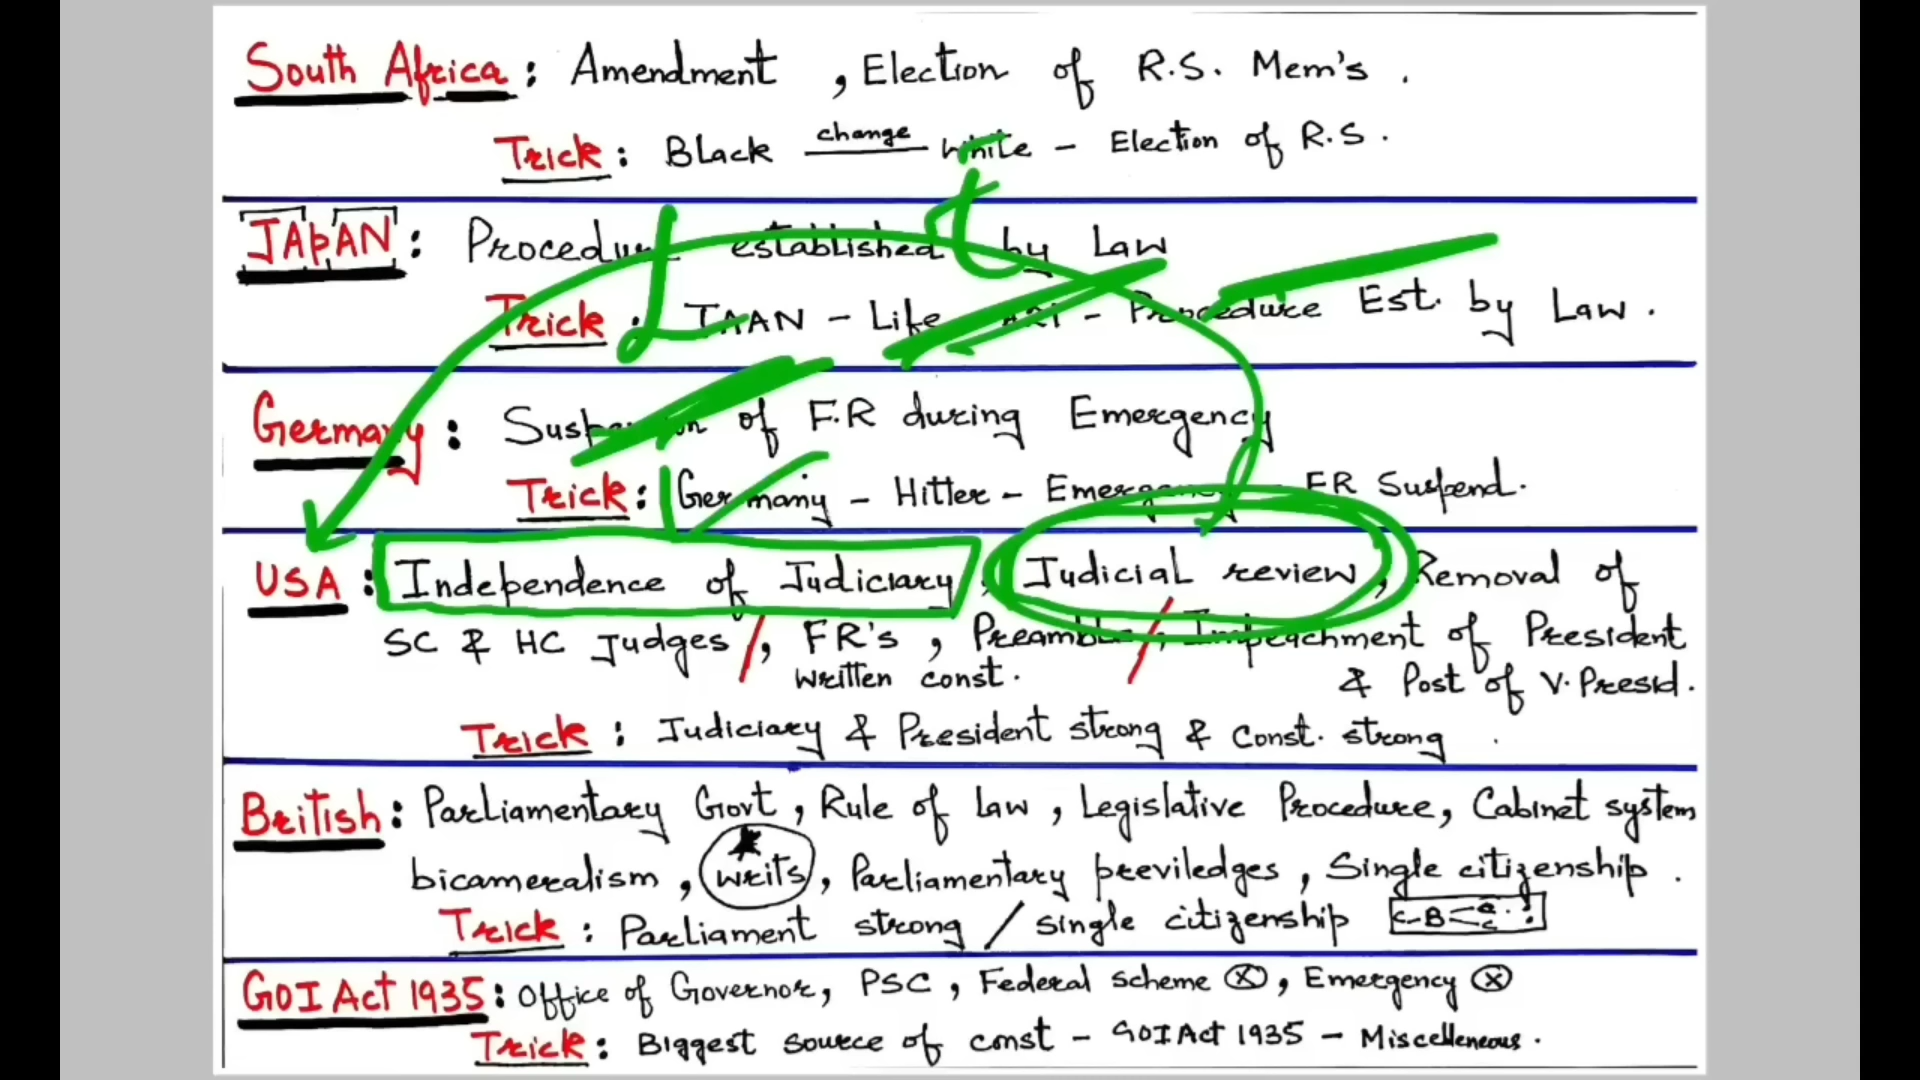 South Africa : Amendment , Election of R.S. Mem's .
Trick : Black change white - Election of R.S .
JAPAN : Procedure established by Law
Trick : JAAN - Life ART - Procedure Est. by Law .
Germany : Suspension of F.R during Emergency
Trick : Germany - Hitler - Emergency - FR Suspend .
USA : Independence of Judiciary , Judicial review , Removal of
SC & HC Judges / , FR's , Preamble , Impeachment of President
written const . & Post of V. Presid .
Trick : Judiciary & President strong & Const. strong .
British : Parliamentary Govt , Rule of law , Legislative Procedure , Cabinet system
bicameralism , writs , Parliamentary previledges , Single citizenship .
Trick : Parliament strong / single citizenship C-B
GOI Act 1935 : Office of Governor , PSC , Federal scheme ⓧ , Emergency ⓧ
Trick : Biggest source of const - GOI Act 1935 - Miscelleneous .